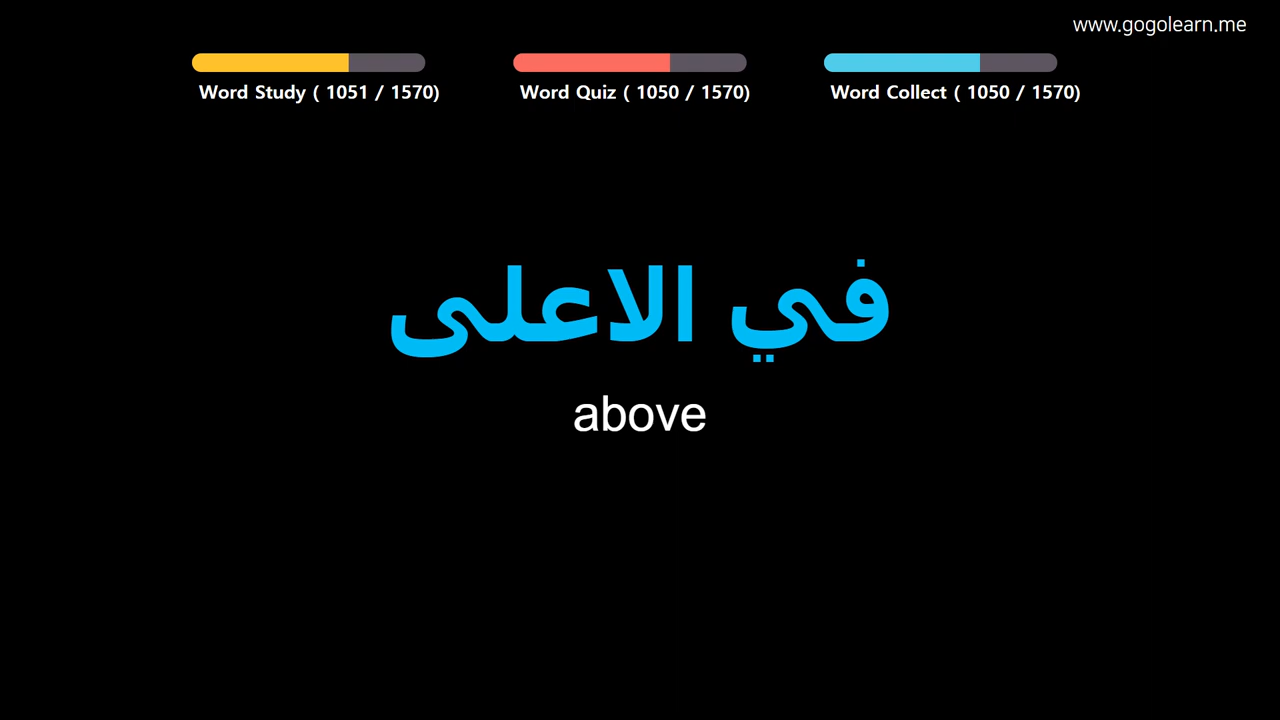 www.gogolearn.me
Word Study ( 1051 / 1570)
Word Quiz ( 1050 / 1570)
Word Collect ( 1050 / 1570)
في الاعلى
above